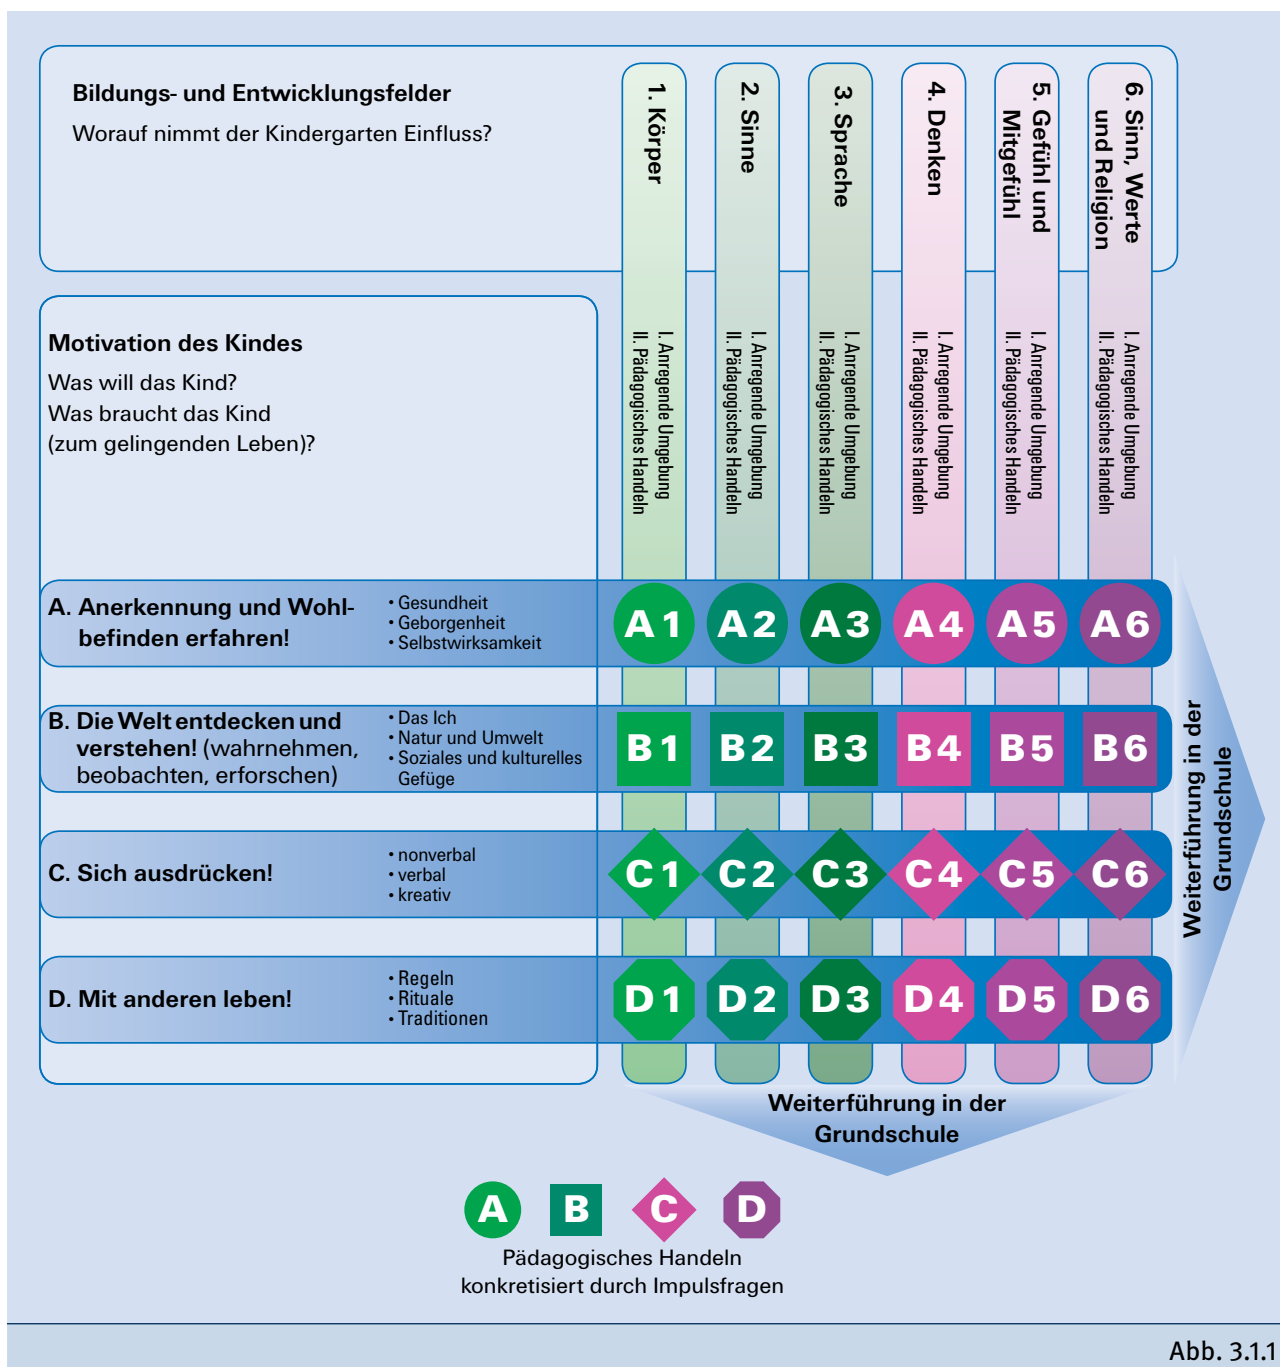 Bildungs- und Entwicklungsfelder
Worauf nimmt der Kindergarten Einfluss?
1. Körper
2. Sinne
3. Sprache
4. Denken
5. Gefühl und
Mitgefühl
6. Sinn, Werte
und Religion
Motivation des Kindes
Was will das Kind?
Was braucht das Kind
(zum gelingenden Leben)?
I. Anregende Umgebung
II. Pädagogisches Handeln
I. Anregende Umgebung
II. Pädagogisches Handeln
I. Anregende Umgebung
II. Pädagogisches Handeln
I. Anregende Umgebung
II. Pädagogisches Handeln
I. Anregende Umgebung
II. Pädagogisches Handeln
I. Anregende Umgebung
II. Pädagogisches Handeln
A. Anerkennung und Wohl-
befinden erfahren!
• Gesundheit
• Geborgenheit
• Selbstwirksamkeit
A1 A2 A3 A4 A5 A6
B. Die Welt entdecken und
verstehen! (wahrnehmen,
beobachten, erforschen)
• Das Ich
• Natur und Umwelt
• Soziales und kulturelles
Gefüge
B1 B2 B3 B4 B5 B6
C. Sich ausdrücken!
• nonverbal
• verbal
• kreativ
C1 C2 C3 C4 C5 C6
D. Mit anderen leben!
• Regeln
• Rituale
• Traditionen
D1 D2 D3 D4 D5 D6
Weiterführung in der
Grundschule
Weiterführung in der
Grundschule
A B C D
Pädagogisches Handeln
konkretisiert durch Impulsfragen
Abb. 3.1.1